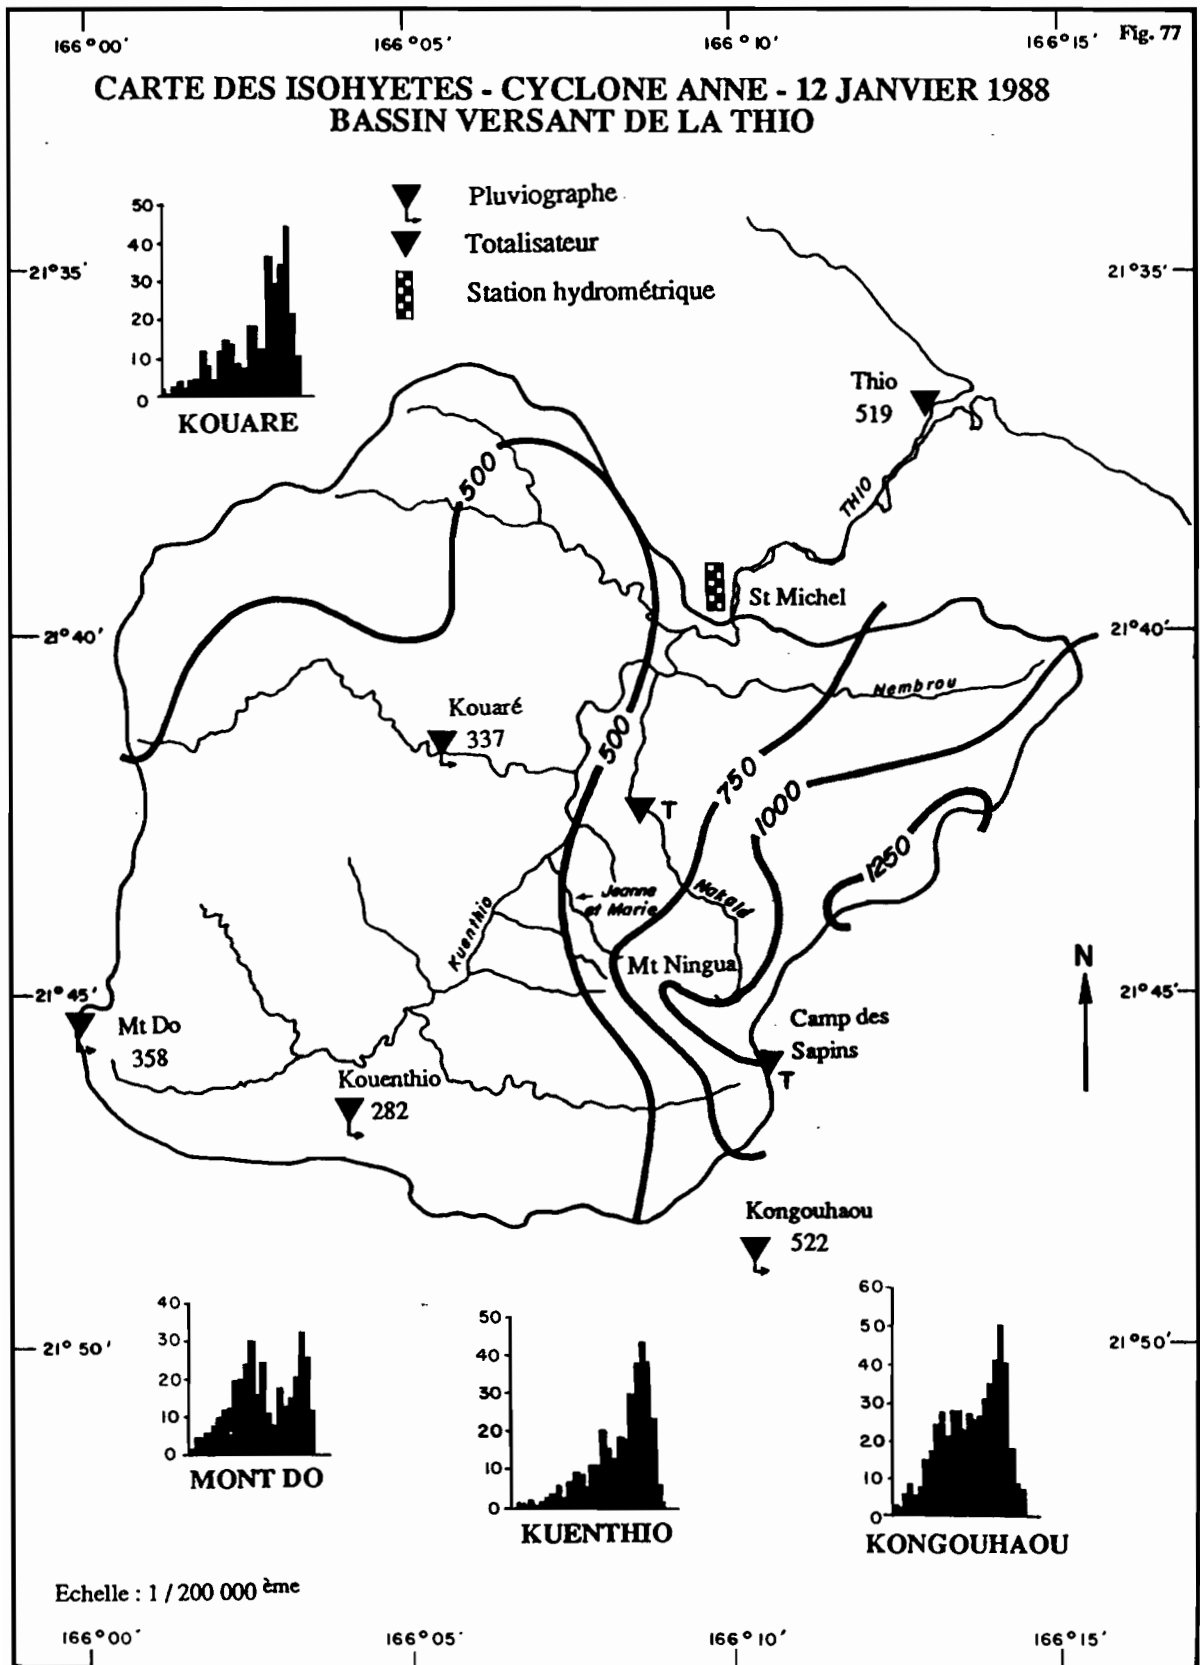 166°00' 166°05' 166°10' 166°15' Fig. 77
CARTE DES ISOHYETES - CYCLONE ANNE - 12 JANVIER 1988
BASSIN VERSANT DE LA THIO
Pluviographe
Totalisateur
Station hydrométrique
50
40
30
20
10
0
KOUARE
21°35' 21°35'
Thio
519
THIO
500
St Michel
21°40' 21°40'
Nembrou
Kouaré
337
500
T
750
1000
1250
Jeanne
et Marie
Nakalé
Kuenthio
Mt Ningua
N
21°45' 21°45'
Mt Do
358
Camp des
Sapins
T
Kouenthio
282
Kongouhaou
522
21°50' 21°50'
40
30
20
10
0
MONT DO
50
40
30
20
10
0
KUENTHIO
60
50
40
30
20
10
0
KONGOUHAOU
Echelle : 1 / 200 000 ème
166°00' 166°05' 166°10' 166°15'